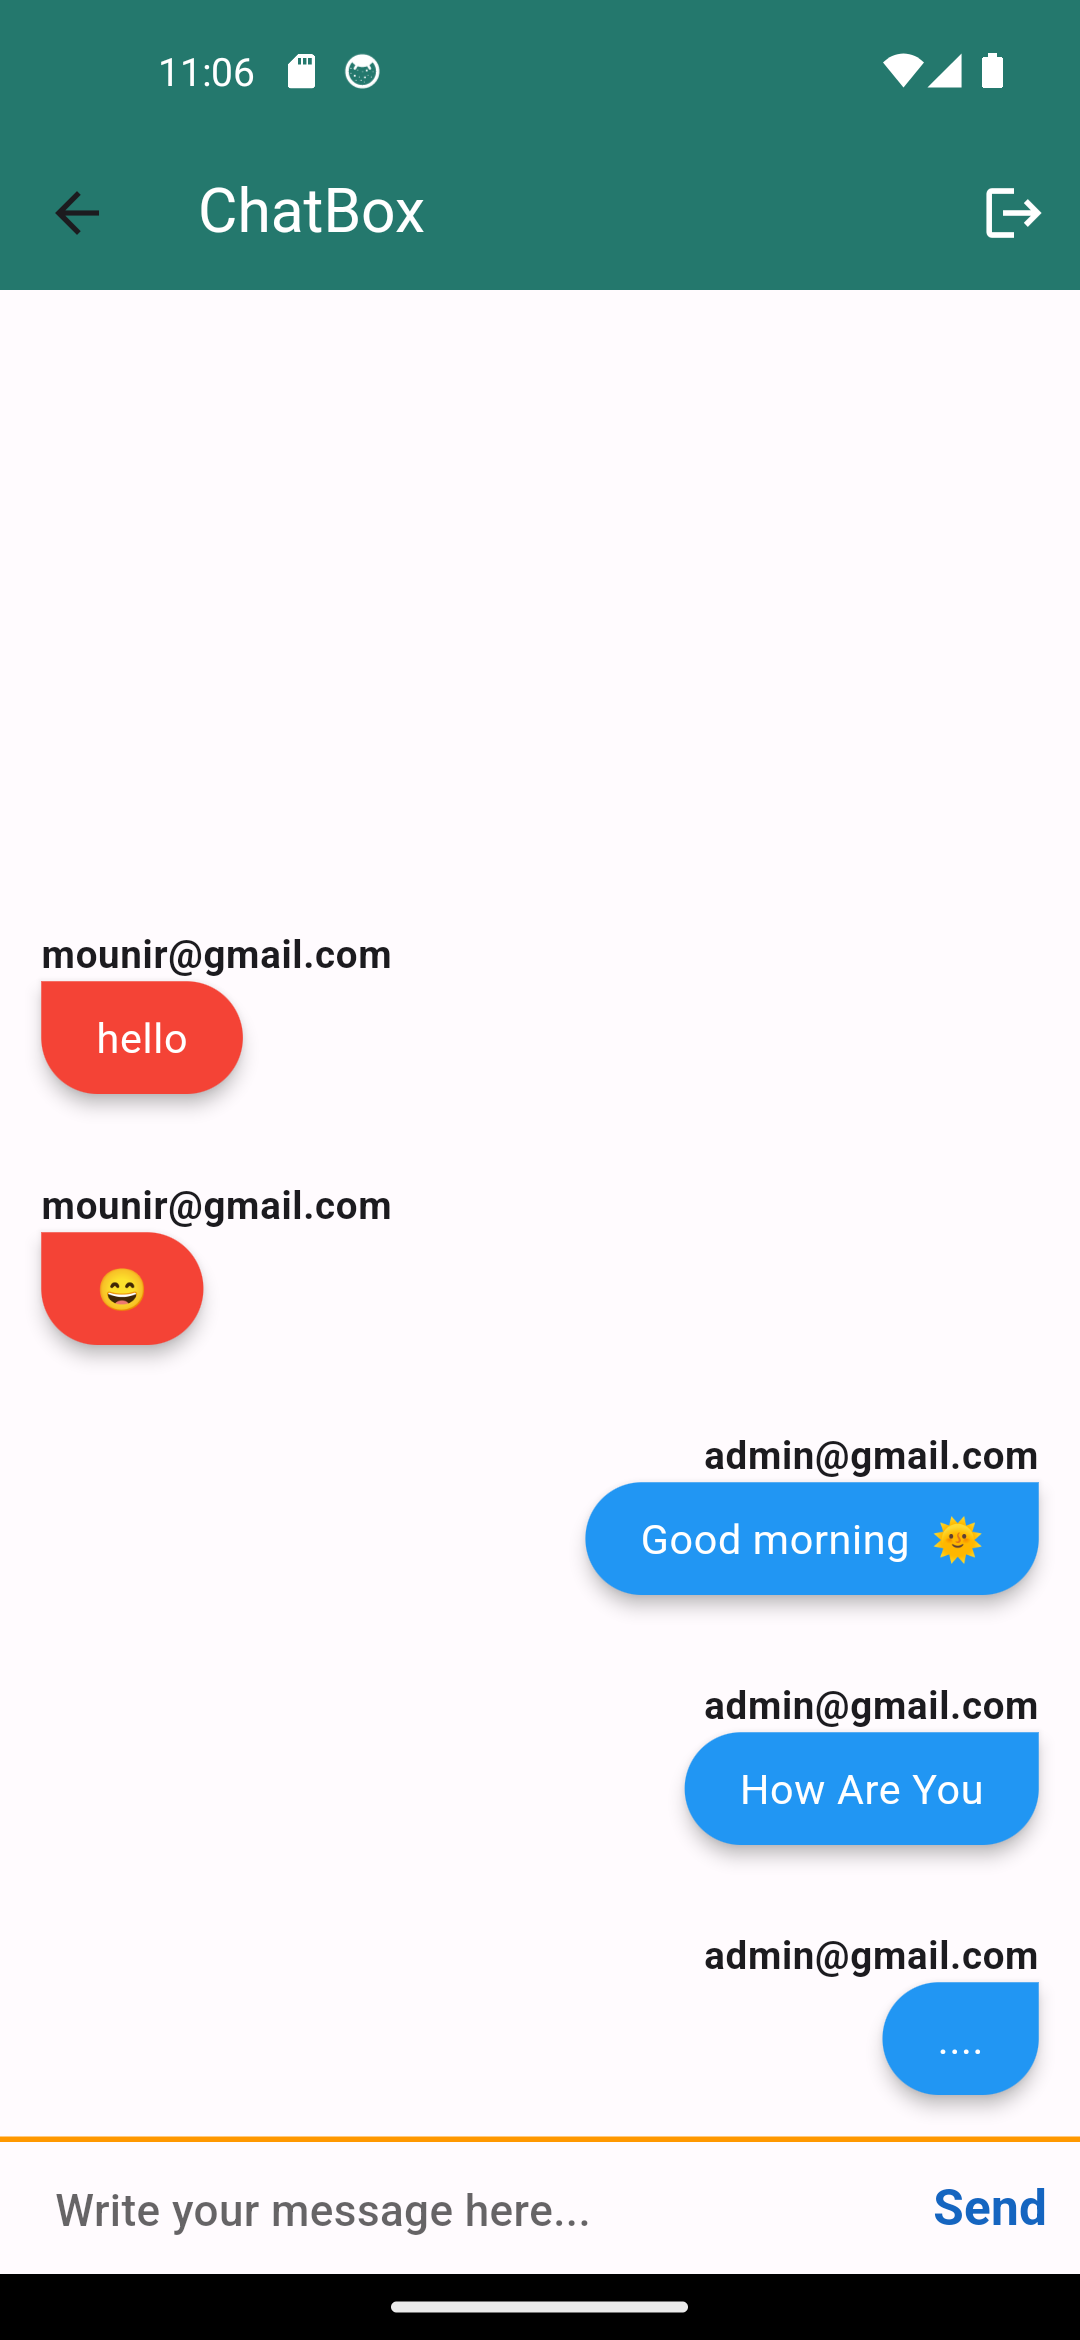 11:06
ChatBox
mounir@gmail.com
hello
mounir@gmail.com
😄
admin@gmail.com
Good morning 🌞
admin@gmail.com
How Are You
admin@gmail.com
....
Write your message here...
Send